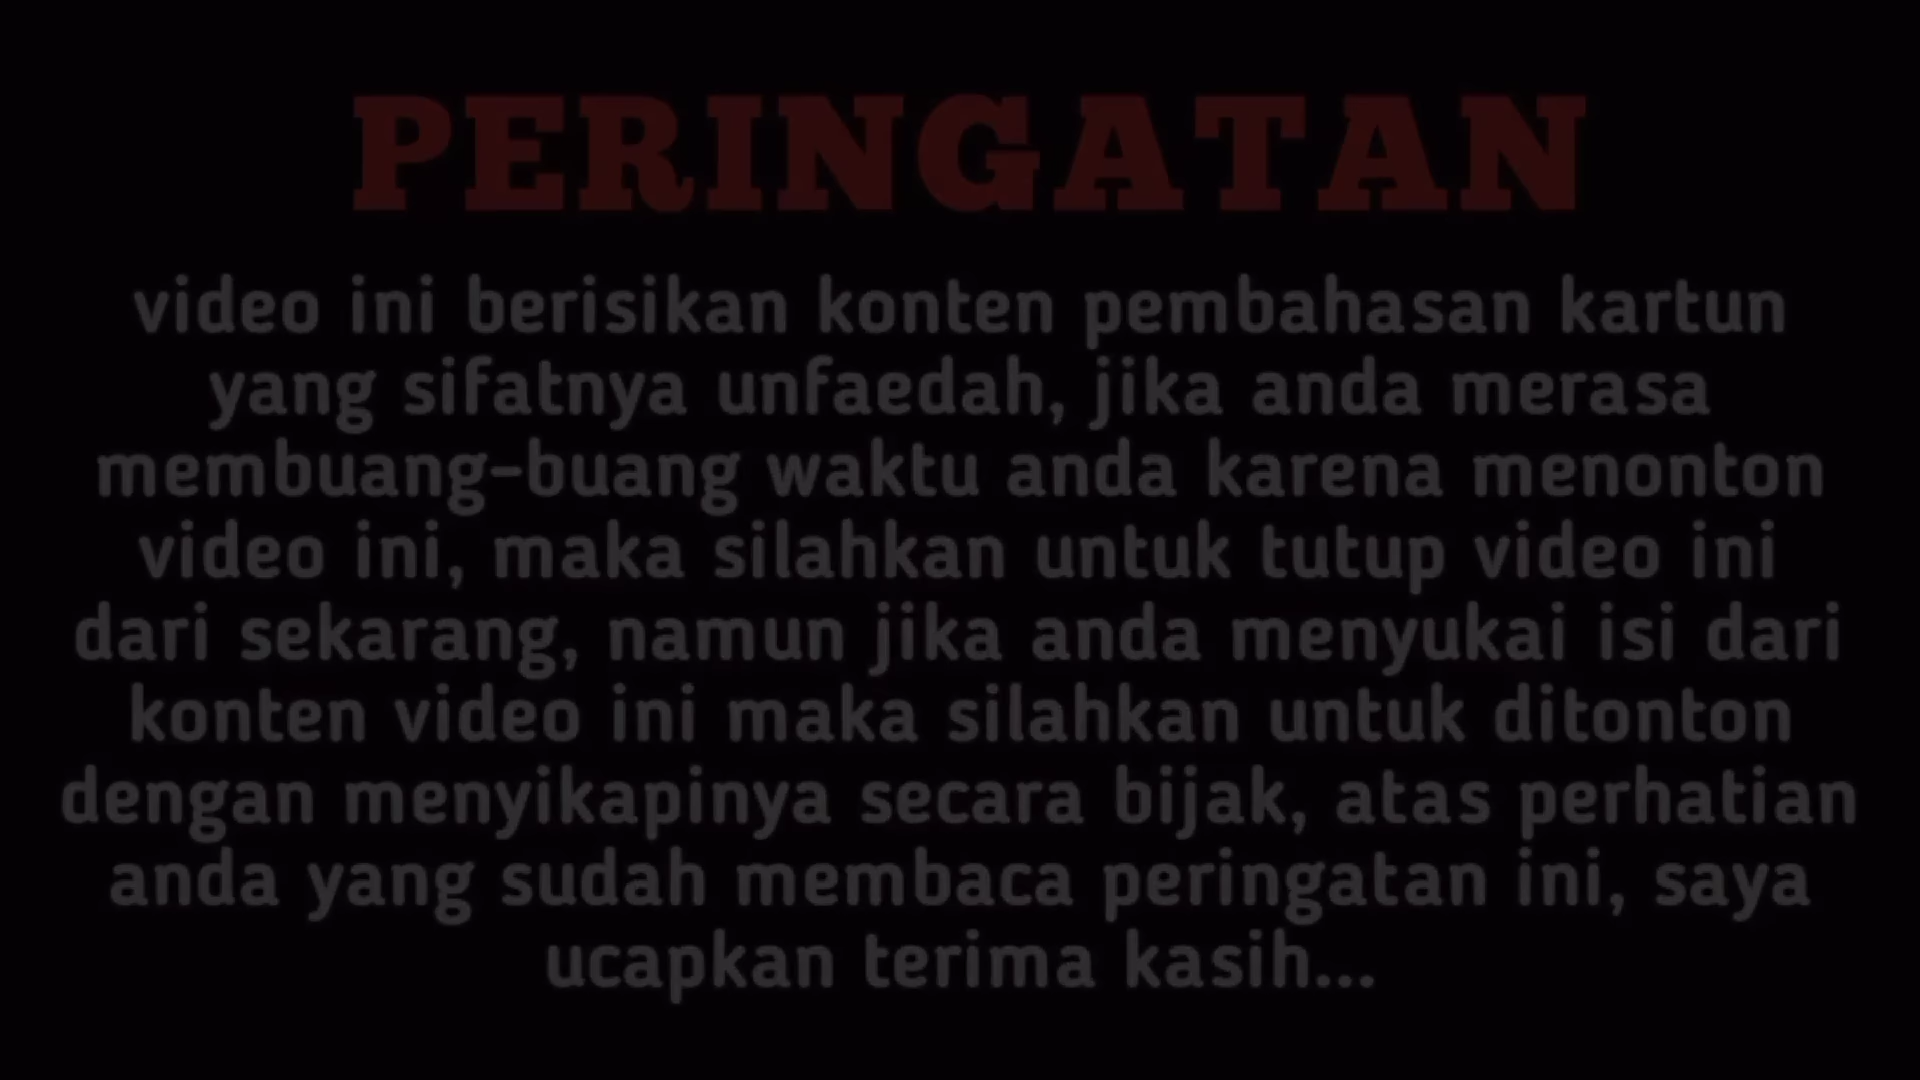 PERINGATAN
video ini berisikan konten pembahasan kartun
yang sifatnya unfaedah, jika anda merasa
membuang-buang waktu anda karena menonton
video ini, maka silahkan untuk tutup video ini
dari sekarang, namun jika anda menyukai isi dari
konten video ini maka silahkan untuk ditonton
dengan menyikapinya secara bijak, atas perhatian
anda yang sudah membaca peringatan ini, saya
ucapkan terima kasih...